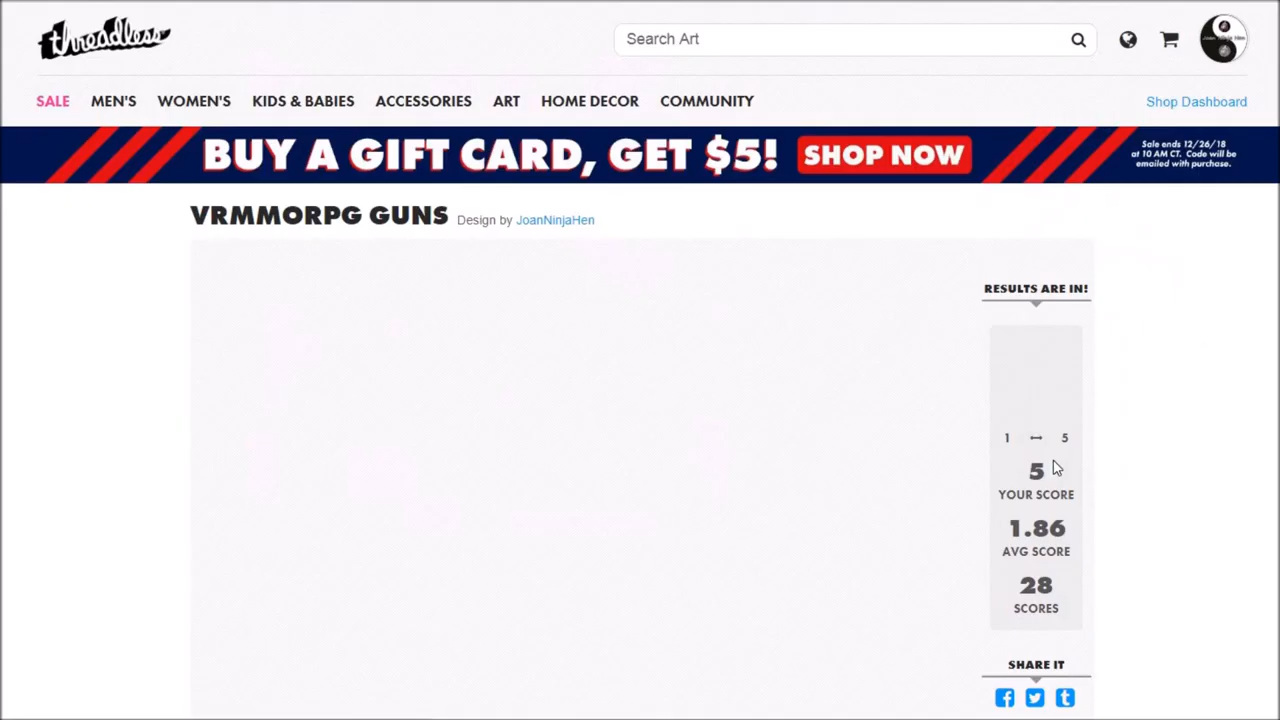 threadless
Search Art
SALE MEN'S WOMEN'S KIDS & BABIES ACCESSORIES ART HOME DECOR COMMUNITY Shop Dashboard
BUY A GIFT CARD, GET $5! SHOP NOW
Sale ends 12/26/18
at 10 AM CT. Code will be
emailed with purchase.
VRMMORPG GUNS Design by JoanNinjaHen
RESULTS ARE IN!
1 ↔ 5
5
YOUR SCORE
1.86
AVG SCORE
28
SCORES
SHARE IT